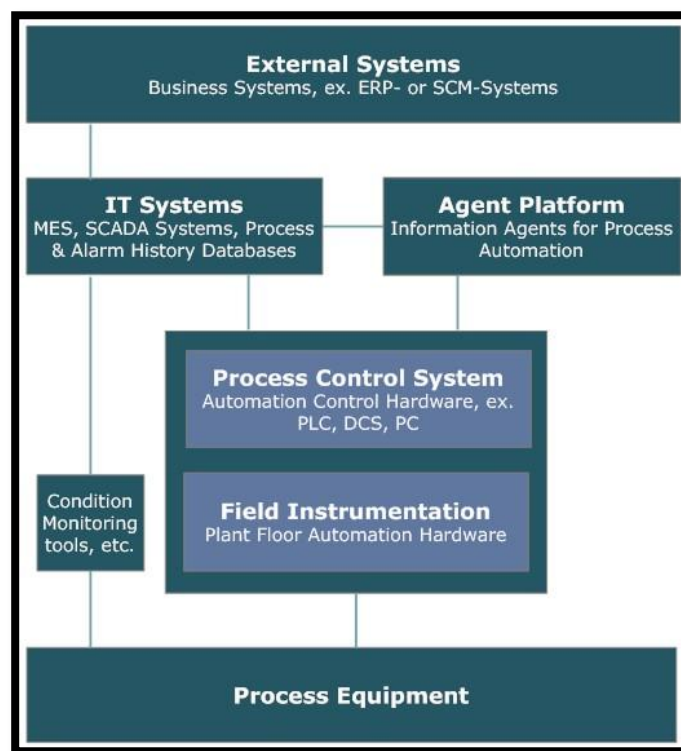 External Systems
Business Systems, ex. ERP- or SCM-Systems
IT Systems
MES, SCADA Systems, Process
& Alarm History Databases
Agent Platform
Information Agents for Process
Automation
Process Control System
Automation Control Hardware, ex.
PLC, DCS, PC
Condition
Monitoring
tools, etc.
Field Instrumentation
Plant Floor Automation Hardware
Process Equipment